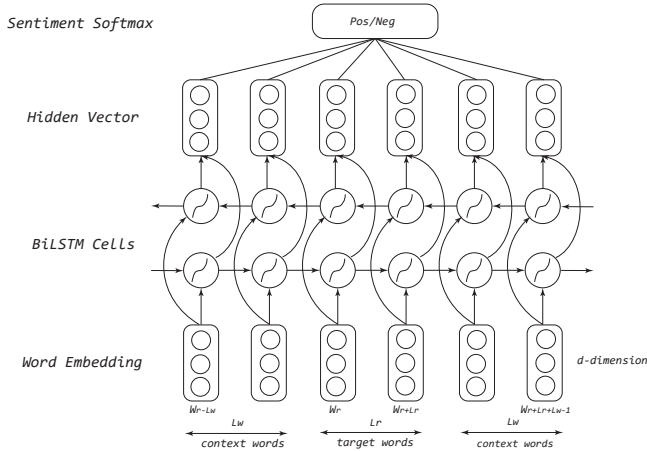 Sentiment Softmax
Pos/Neg
Hidden Vector
BiLSTM Cells
Word Embedding
d-dimension
Wr-Lw
Wr
Wr+Lr
Wr+Lr+Lw-1
Lw
Lr
Lw
context words
target words
context words